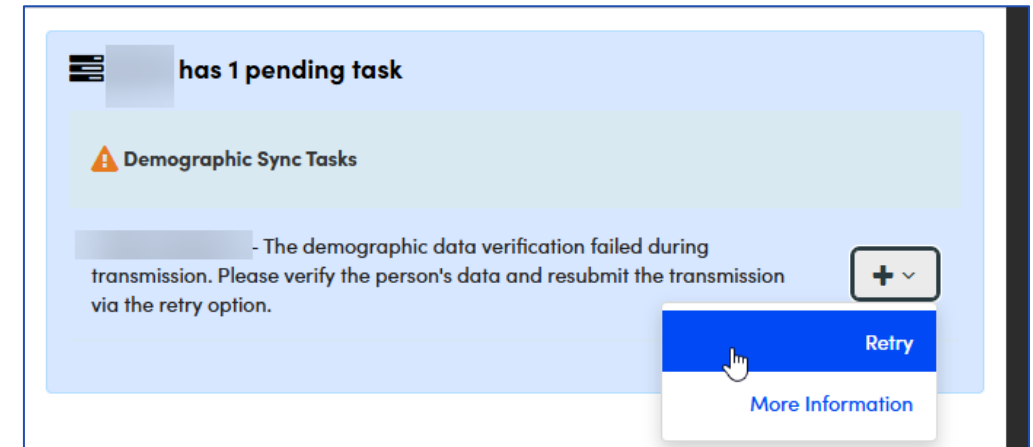 has 1 pending task
Demographic Sync Tasks
- The demographic data verification failed during
transmission. Please verify the person's data and resubmit the transmission
via the retry option.
Retry
More Information